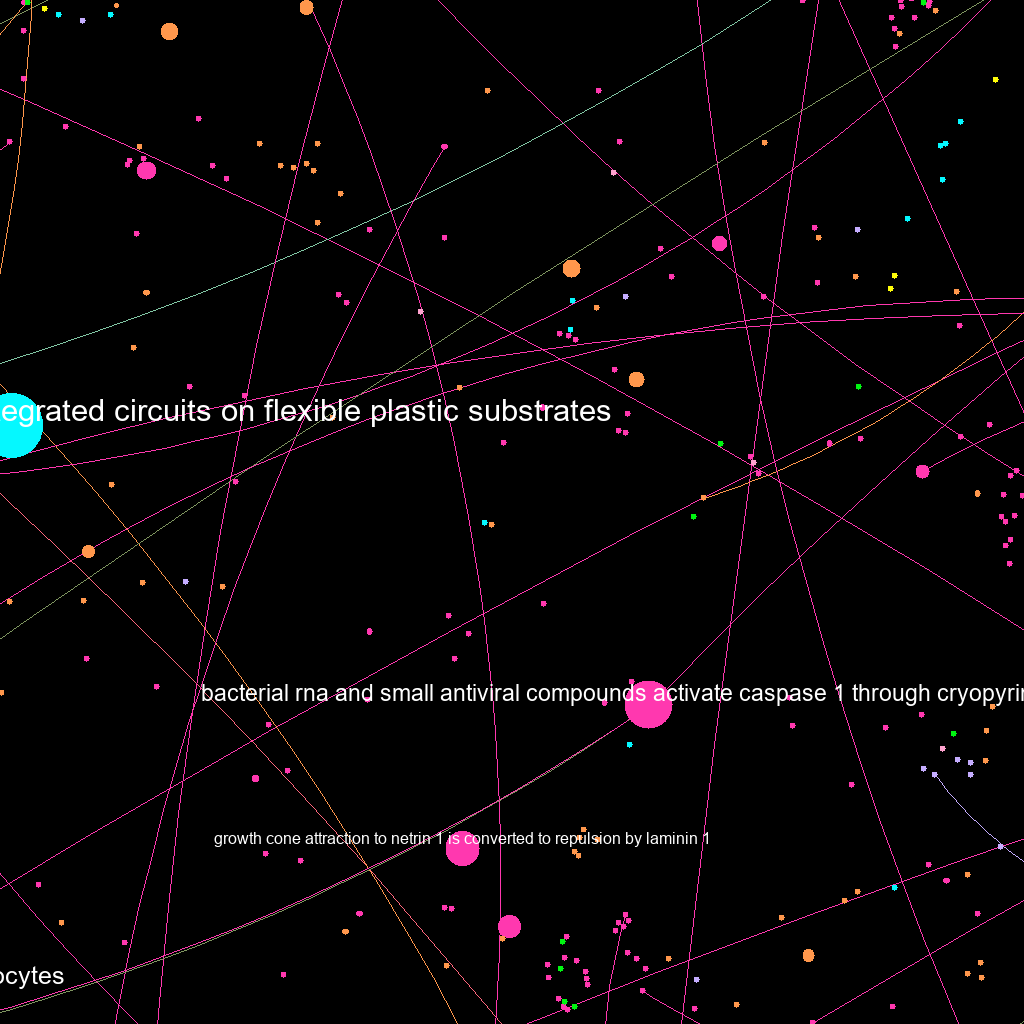 egrated circuits on flexible plastic substrates
bacterial rna and small antiviral compounds activate caspase 1 through cryopyri
growth cone attraction to netrin 1 is converted to repulsion by laminin 1
ocytes